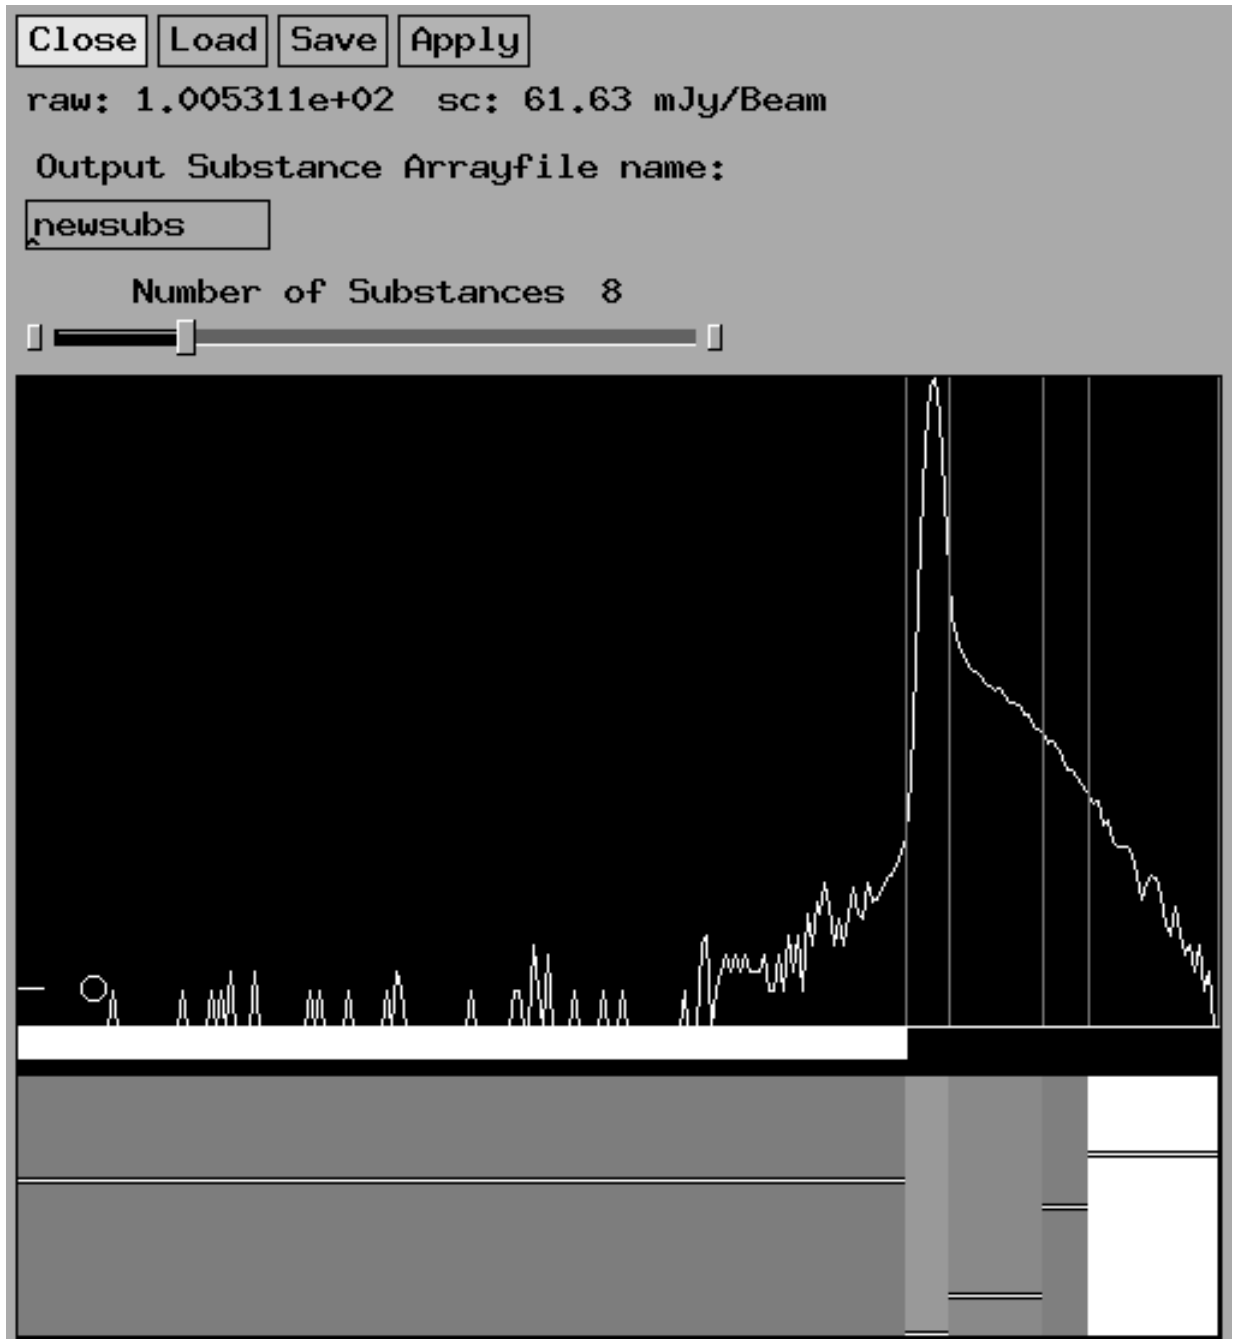 Close Load Save Apply
raw: 1.005311e+02 sc: 61.63 mJy/Beam
Output Substance Arrayfile name:
newsubs
Number of Substances 8